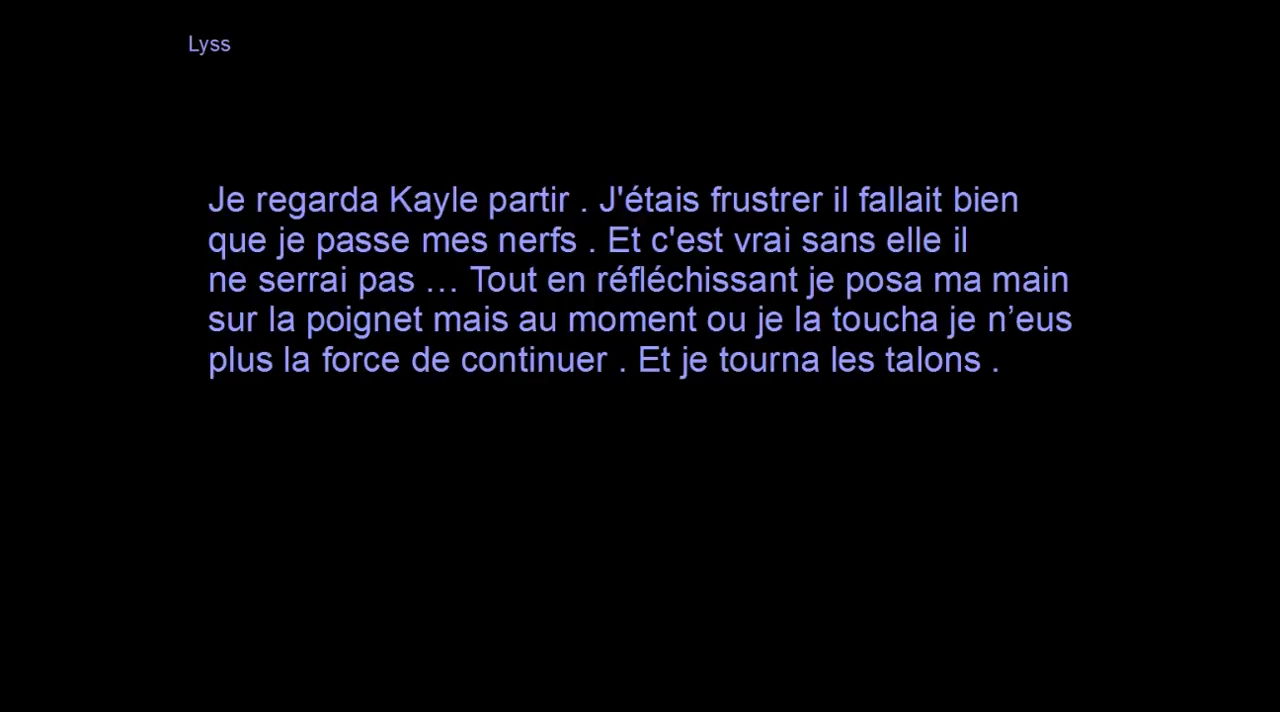 Lyss
Je regarda Kayle partir . J'étais frustrer il fallait bien
que je passe mes nerfs . Et c'est vrai sans elle il
ne serrai pas … Tout en réfléchissant je posa ma main
sur la poignet mais au moment ou je la toucha je n’eus
plus la force de continuer . Et je tourna les talons .